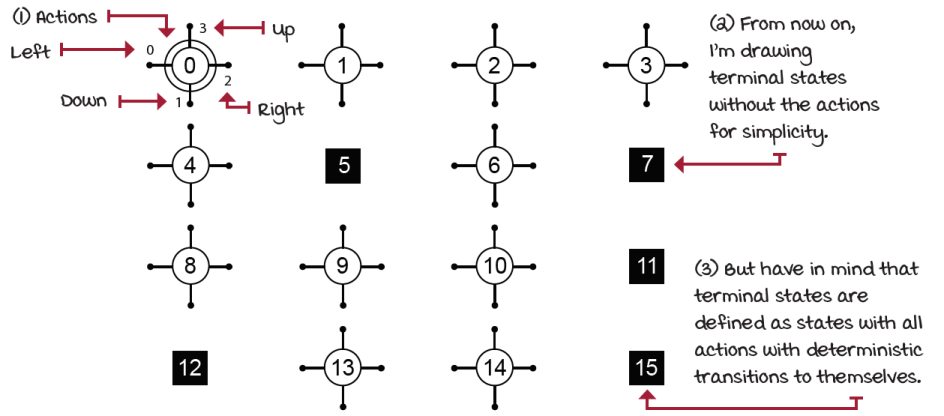 (1) Actions
3
Up
Left
0
0
1
2
3
2
Down
1
Right
(2) From now on,
I'm drawing
terminal states
without the actions
for simplicity.
4
5
6
7
8
9
10
11
(3) But have in mind that
terminal states are
defined as states with all
actions with deterministic
transitions to themselves.
12
13
14
15